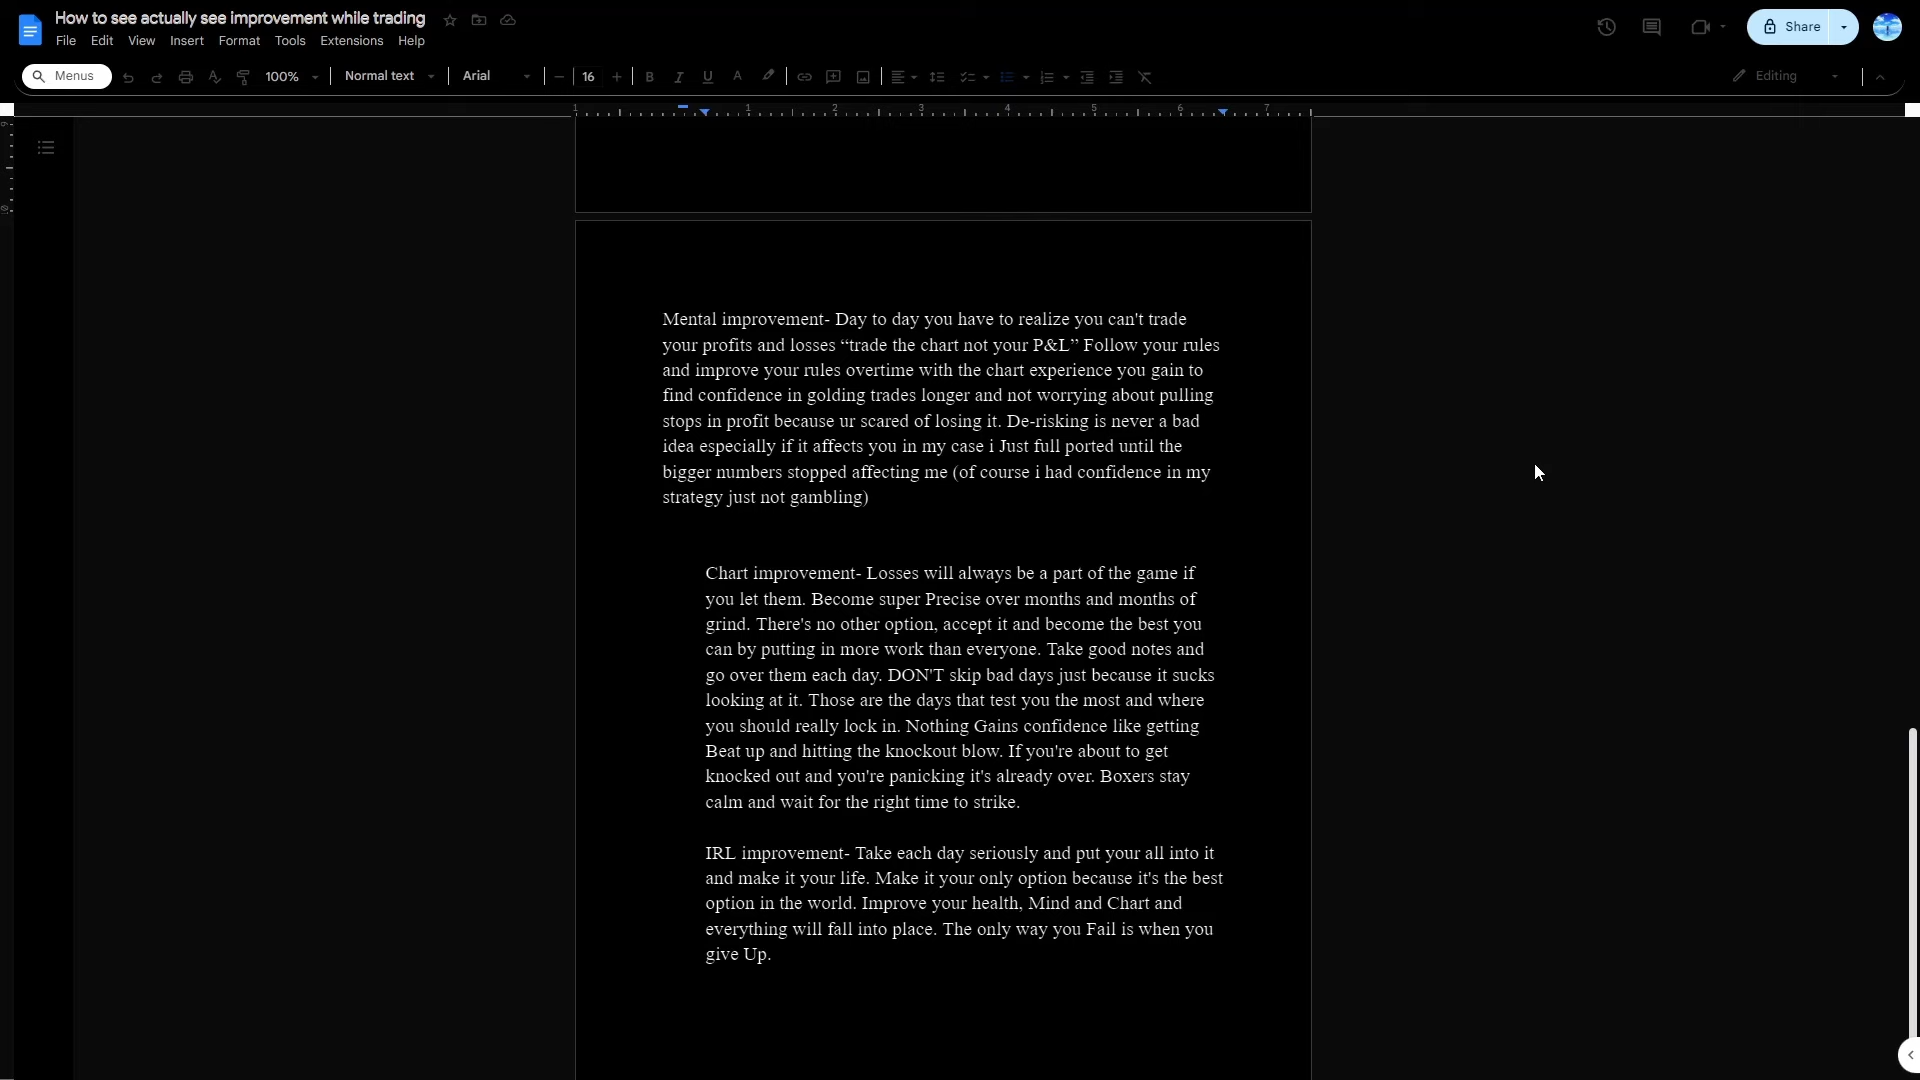 How to see actually see improvement while trading
File Edit View Insert Format Tools Extensions Help
Share
Menus 100% Normal text Arial 16 Editing
1 1 2 3 4 5 6 7
9
10
Mental improvement- Day to day you have to realize you can't trade
your profits and losses “trade the chart not your P&L” Follow your rules
and improve your rules overtime with the chart experience you gain to
find confidence in golding trades longer and not worrying about pulling
stops in profit because ur scared of losing it. De-risking is never a bad
idea especially if it affects you in my case i Just full ported until the
bigger numbers stopped affecting me (of course i had confidence in my
strategy just not gambling)
Chart improvement- Losses will always be a part of the game if
you let them. Become super Precise over months and months of
grind. There's no other option, accept it and become the best you
can by putting in more work than everyone. Take good notes and
go over them each day. DON'T skip bad days just because it sucks
looking at it. Those are the days that test you the most and where
you should really lock in. Nothing Gains confidence like getting
Beat up and hitting the knockout blow. If you're about to get
knocked out and you're panicking it's already over. Boxers stay
calm and wait for the right time to strike.
IRL improvement- Take each day seriously and put your all into it
and make it your life. Make it your only option because it's the best
option in the world. Improve your health, Mind and Chart and
everything will fall into place. The only way you Fail is when you
give Up.